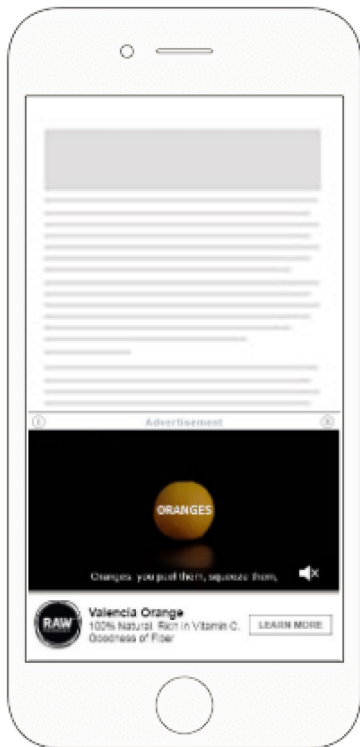 Advertisement
ORANGES
Oranges, you peel them, squeeze them,
RAW
Valencia Orange
100% Natural. Rich in Vitamin C.
Goodness of Fiber
LEARN MORE